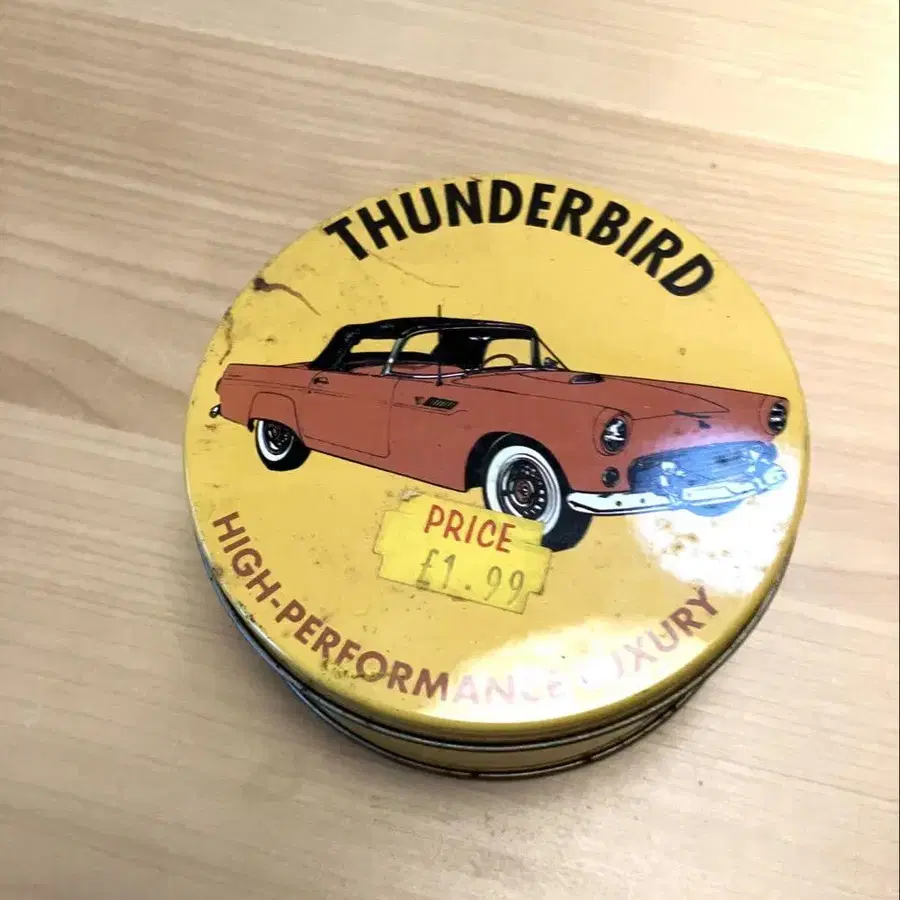 THUNDERBIRD
PRICE
£1.99
HIGH-PERFORMANCE LUXURY